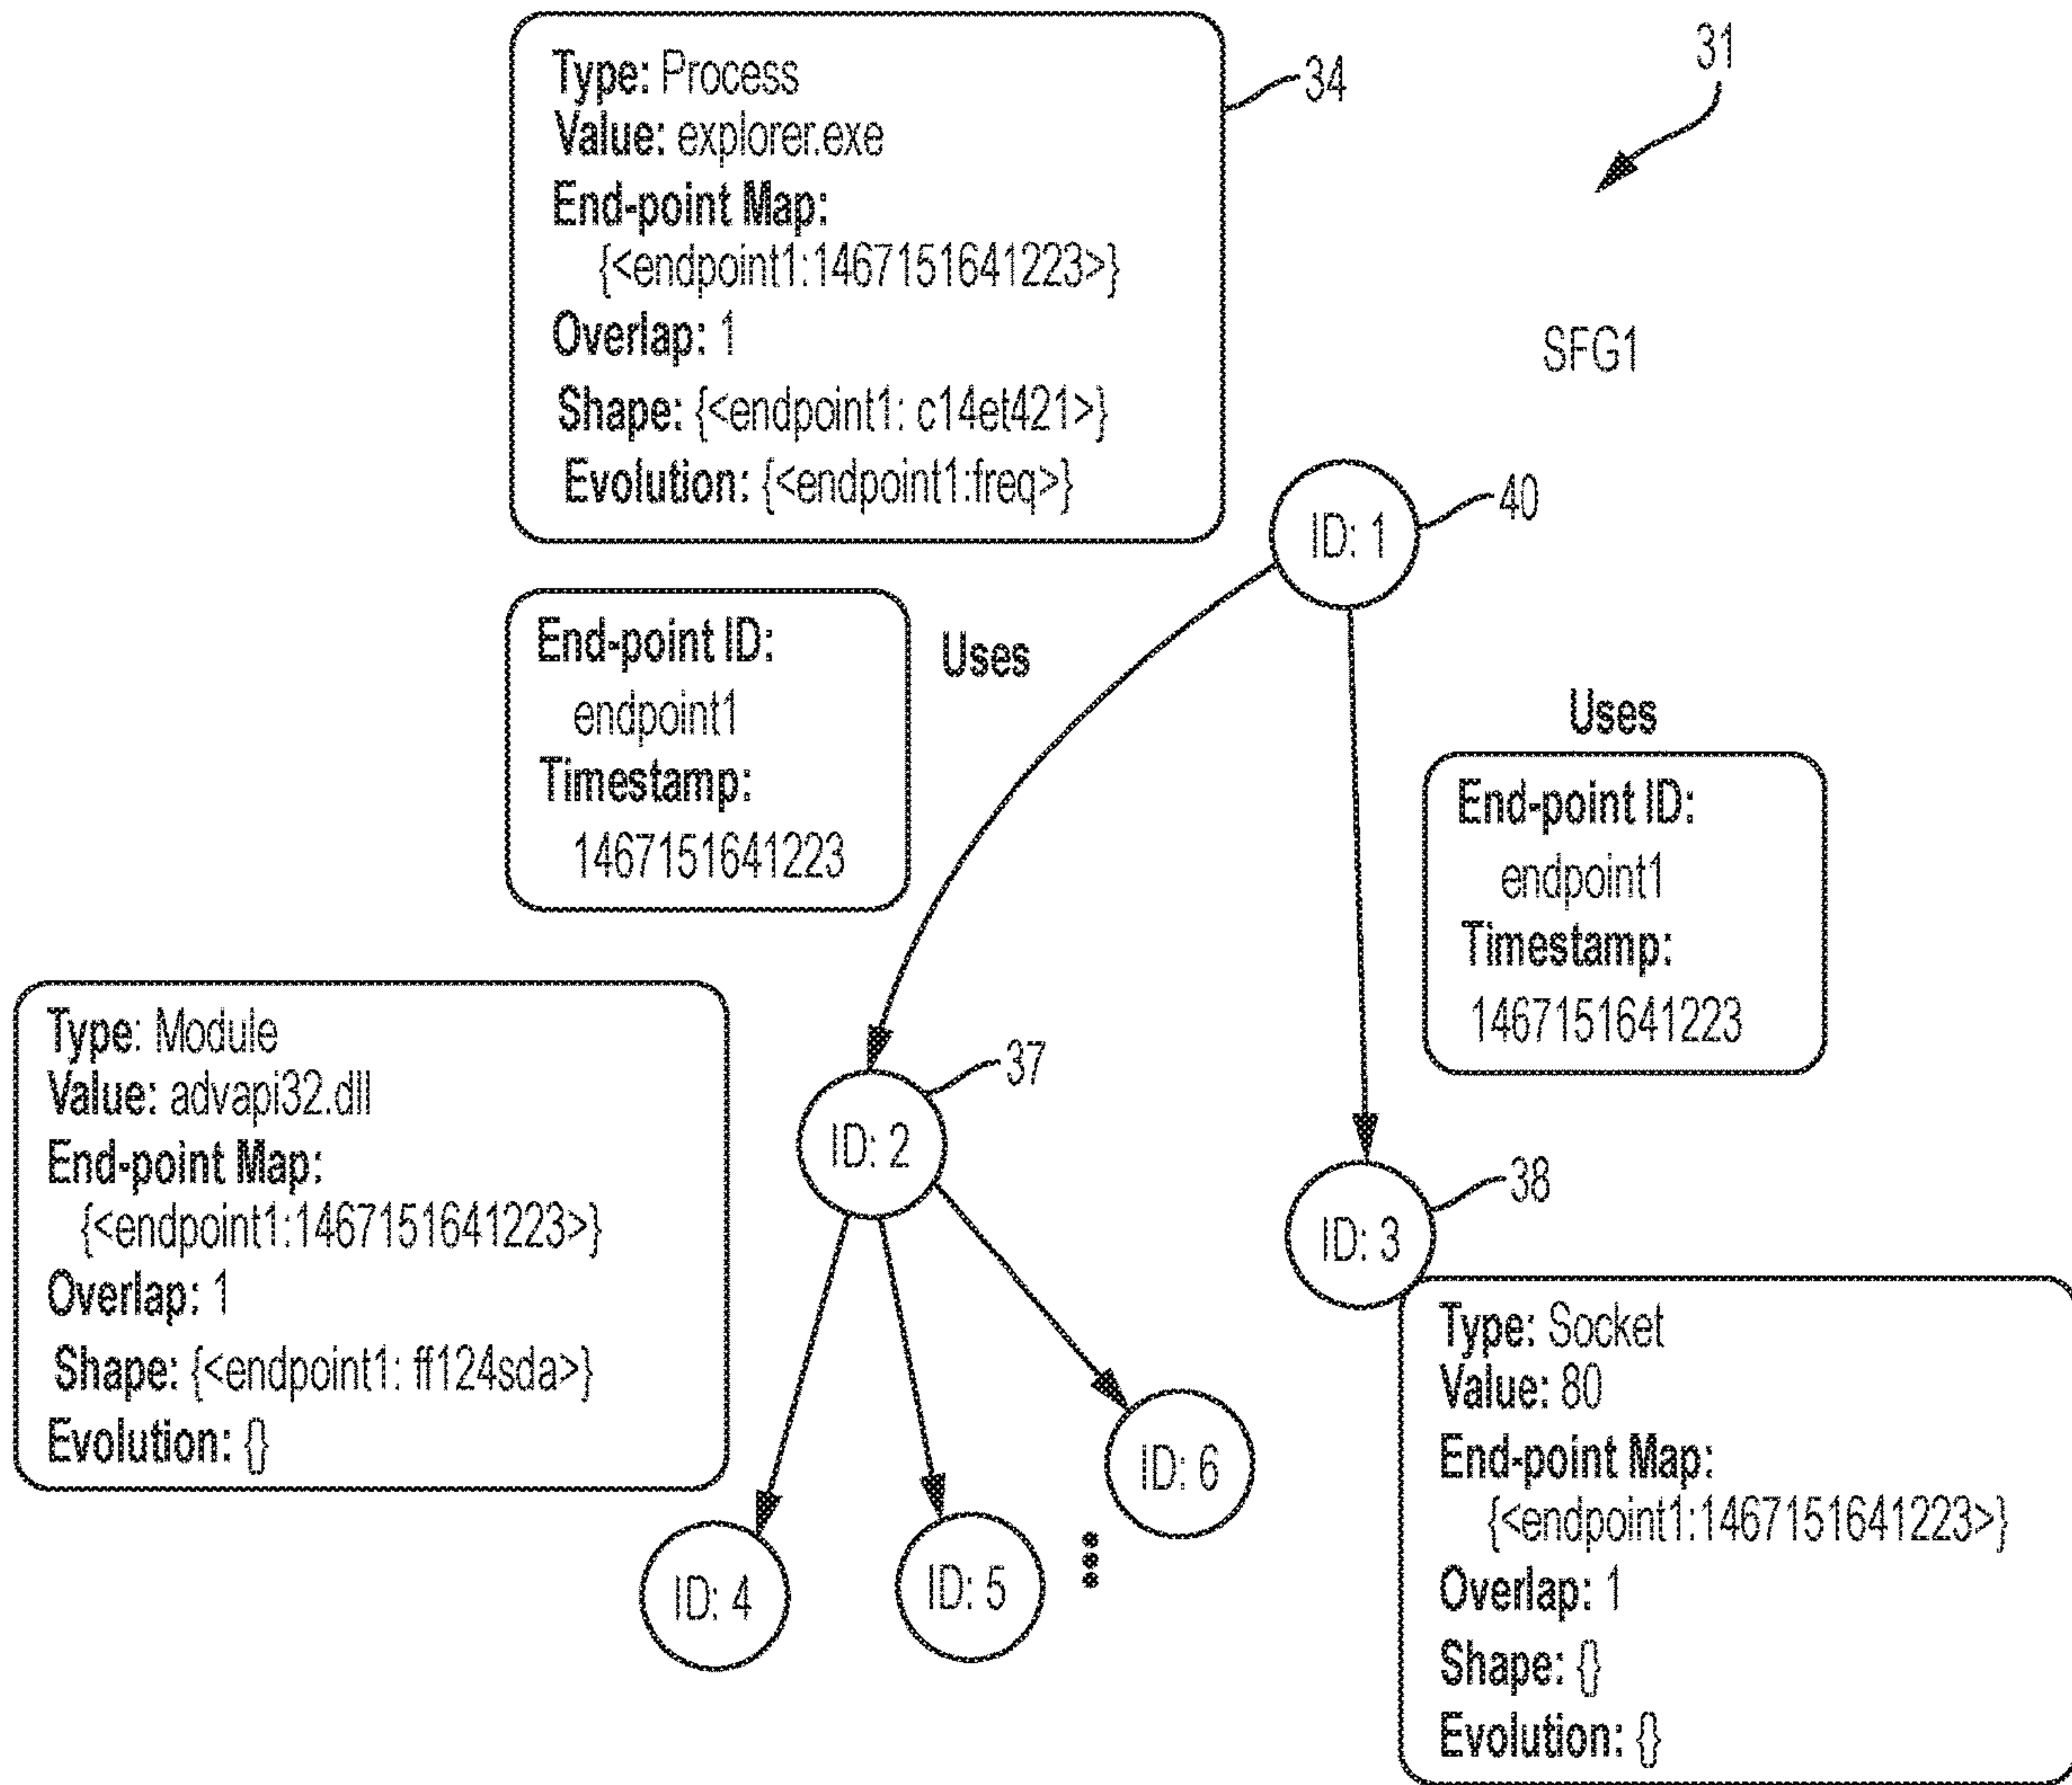 Type: Process
Value: explorer.exe
End-point Map:
{<endpoint1:1467151641223>}
Overlap: 1
Shape: {<endpoint1: c14et421>}
Evolution: {<endpoint1:freq>}
34
31
SFG1
ID: 1
40
End-point ID:
endpoint1
Timestamp:
1467151641223
Uses
Uses
End-point ID:
endpoint1
Timestamp:
1467151641223
Type: Module
Value: advapi32.dll
End-point Map:
{<endpoint1:1467151641223>}
Overlap: 1
Shape: {<endpoint1: ff124sda>}
Evolution: {}
ID: 2
37
ID: 3
38
Type: Socket
Value: 80
End-point Map:
{<endpoint1:1467151641223>}
Overlap: 1
Shape: {}
Evolution: {}
ID: 4
ID: 5
ID: 6